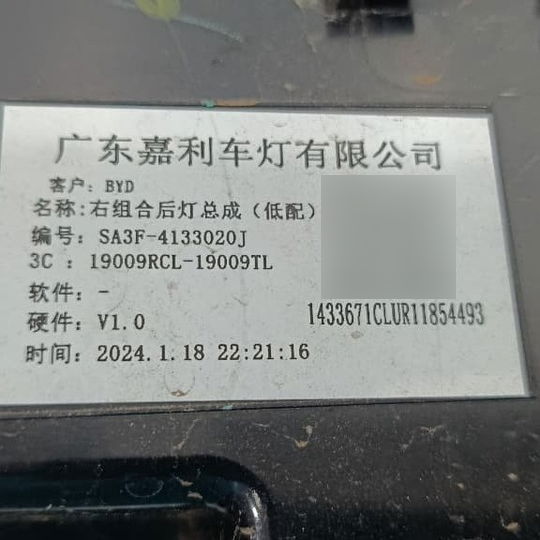 广东嘉利车灯有限公司
客户: BYD
名称:右组合后灯总成（低配）
编号: SA3F-4133020J
3C : 19009RCL-19009TL
软件: -
硬件: V1.0
1433671CLUR11854493
时间: 2024.1.18 22:21:16